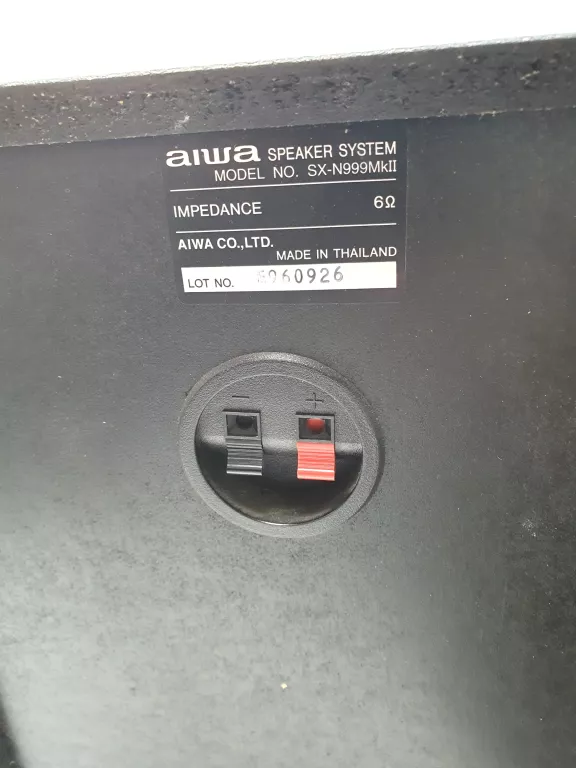 aiwa SPEAKER SYSTEM
MODEL NO. SX-N999MkII
IMPEDANCE 6Ω
AIWA CO.,LTD.
MADE IN THAILAND
LOT NO.
- +